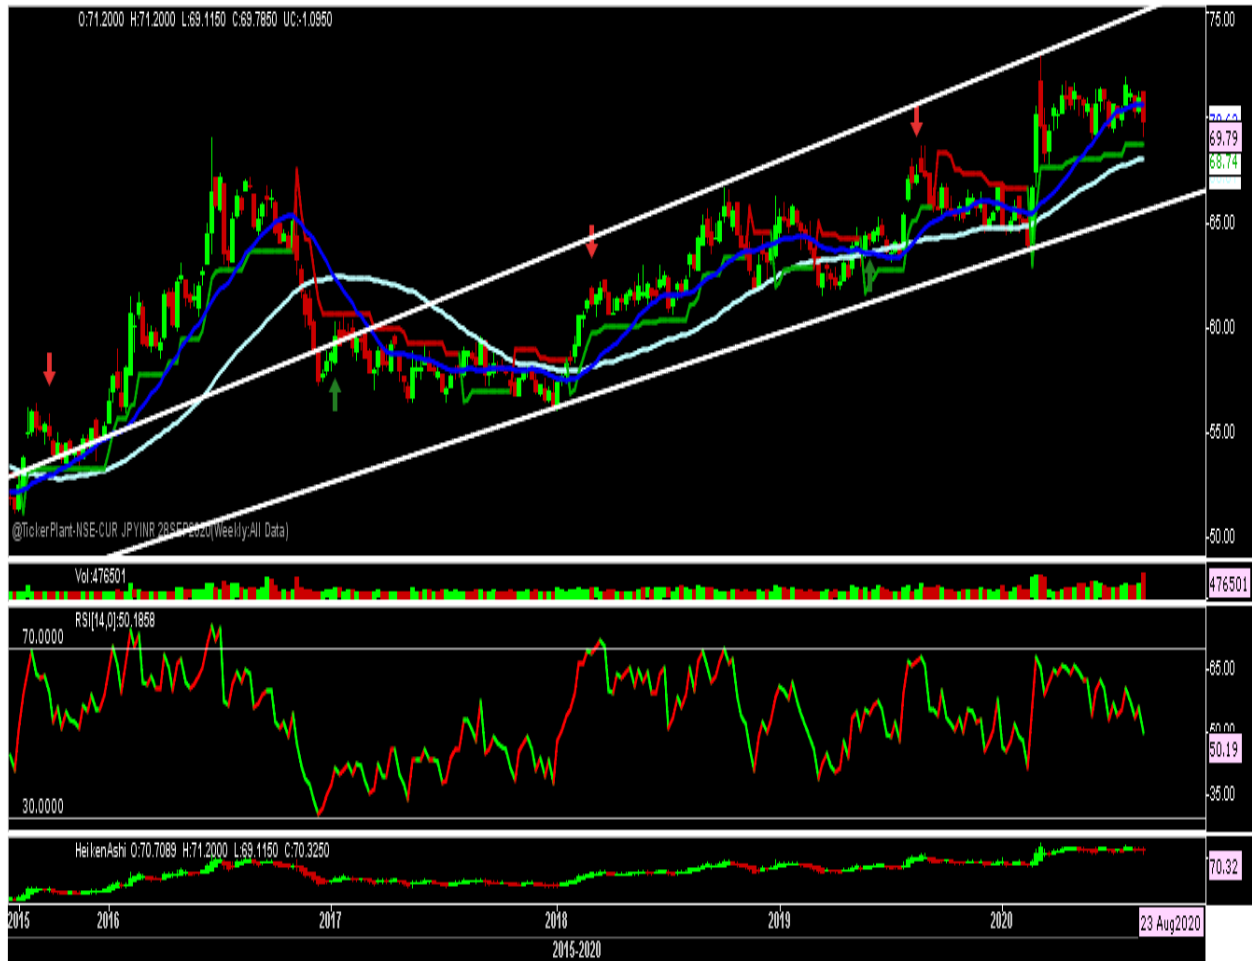 O:71.2000 H:71.2000 L:69.1150 C:69.7850 UC:-1.0950
75.00
69.79
68.74
65.00
60.00
55.00
50.00
@TickerPlant-NSE-CUR JPYINR 28SEP2020(Weekly:All Data)
Vol:476501
476501
RSI[14,0]:50.1858
70.0000
65.00
50.00
50.19
35.00
30.0000
HeikenAshi O:70.7089 H:71.2000 L:69.1150 C:70.3250
70.32
2015 2016 2017 2018 2019 2020
23 Aug2020
2015-2020